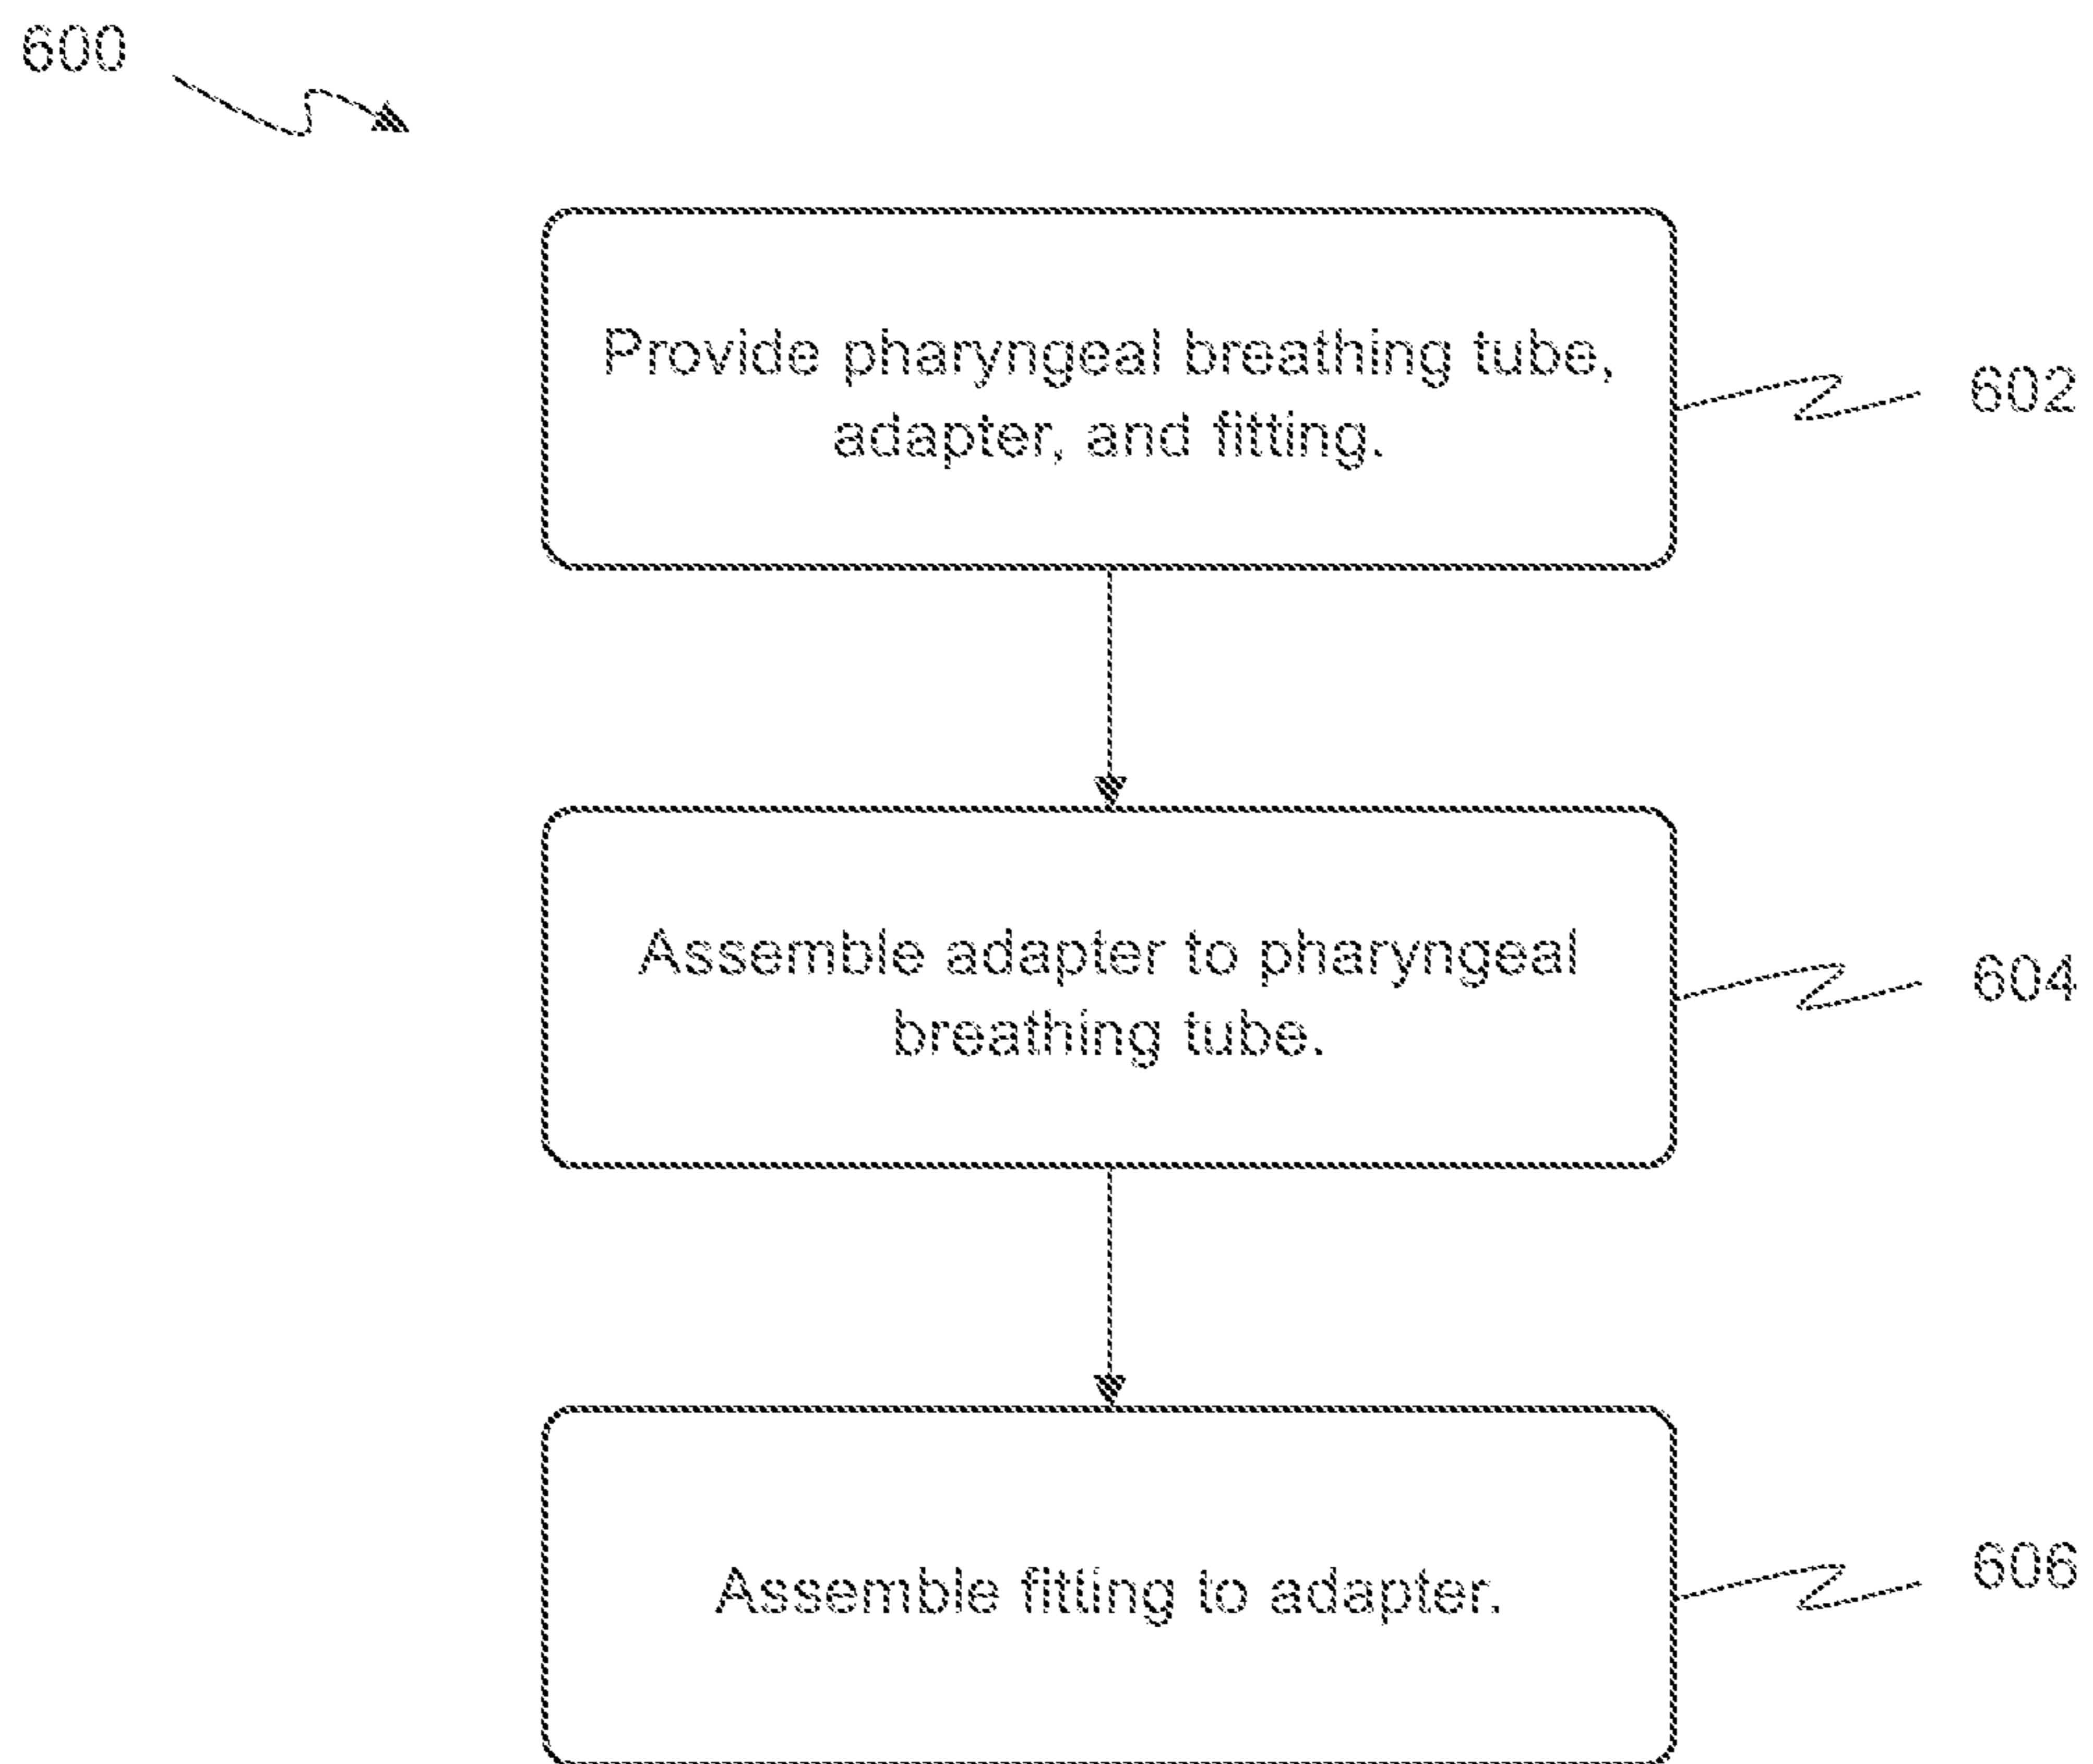 600
Provide pharyngeal breathing tube,
adapter, and fitting.
602
Assemble adapter to pharyngeal
breathing tube.
604
Assemble fitting to adapter.
606